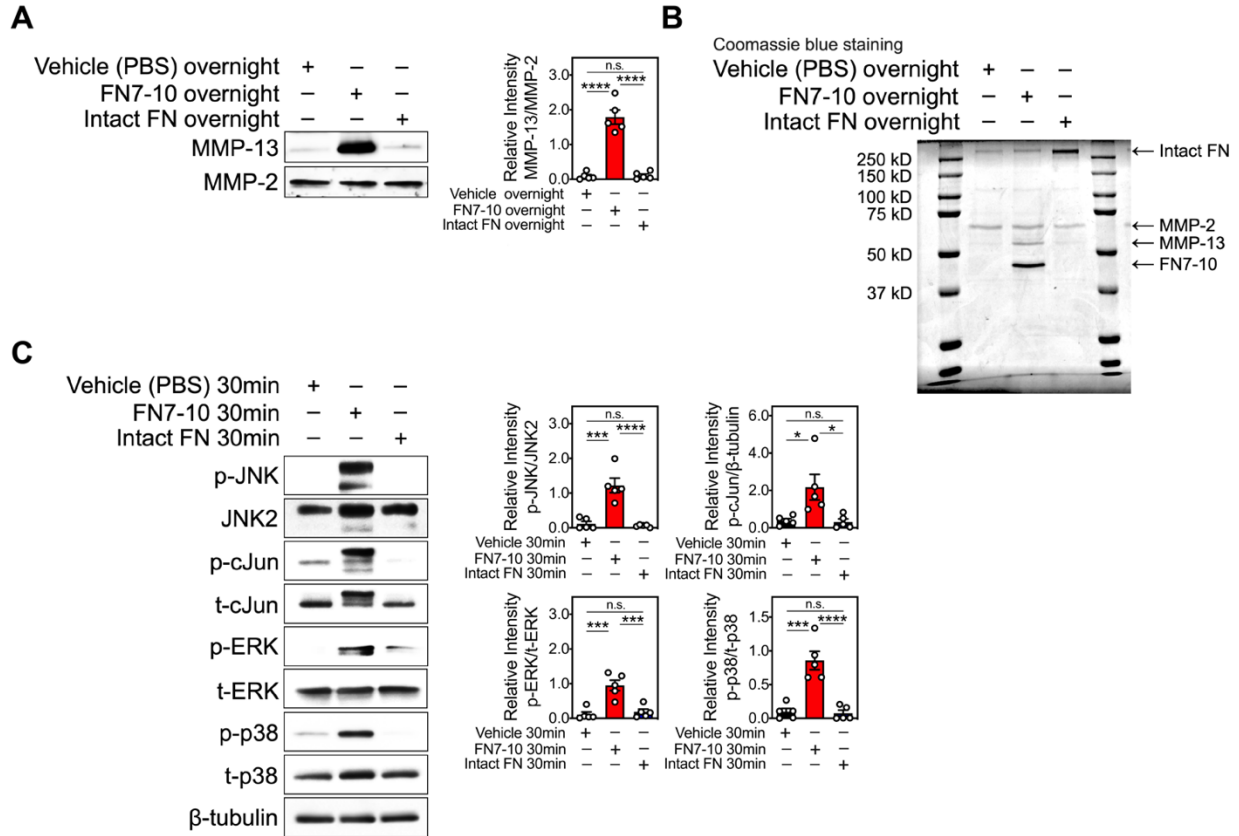 A
Vehicle (PBS) overnight + − −
FN7-10 overnight − + −
Intact FN overnight − − +
MMP-13
MMP-2
Relative Intensity
MMP-13/MMP-2
3.0
2.0
1.0
0.0
n.s.
**** ****
Vehicle overnight + − −
FN7-10 overnight − + −
Intact FN overnight − − +
B
Coomassie blue staining
Vehicle (PBS) overnight + − −
FN7-10 overnight − + −
Intact FN overnight − − +
250 kD
150 kD
100 kD
75 kD
50 kD
37 kD
← Intact FN
← MMP-2
← MMP-13
← FN7-10
C
Vehicle (PBS) 30min + − −
FN7-10 30min − + −
Intact FN 30min − − +
p-JNK
JNK2
p-cJun
t-cJun
p-ERK
t-ERK
p-p38
t-p38
β-tubulin
Relative Intensity
p-JNK/JNK2
3.0
2.0
1.0
0.0
n.s.
*** ****
Vehicle 30min + − −
FN7-10 30min − + −
Intact FN 30min − − +
Relative Intensity
p-cJun/β-tubulin
6.0
4.0
2.0
0.0
n.s.
* *
Vehicle 30min + − −
FN7-10 30min − + −
Intact FN 30min − − +
Relative Intensity
p-ERK/t-ERK
3.0
2.0
1.0
0.0
n.s.
*** ***
Vehicle 30min + − −
FN7-10 30min − + −
Intact FN 30min − − +
Relative Intensity
p-p38/t-p38
1.5
1.0
0.5
0.0
n.s.
*** ****
Vehicle 30min + − −
FN7-10 30min − + −
Intact FN 30min − − +